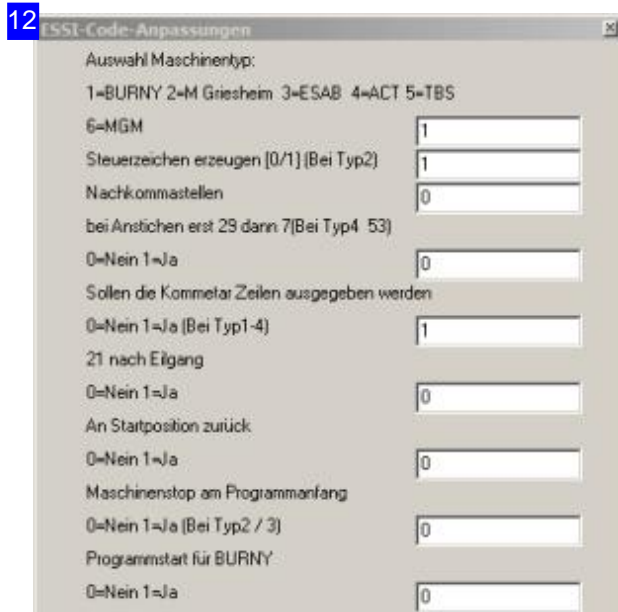 12
ESSI-Code-Anpassungen
Auswahl Maschinentyp:
1=BURNY 2=M Griesheim 3=ESAB 4=ACT 5=TBS
6=MGM 1
Steuerzeichen erzeugen [0/1] (Bei Typ2) 1
Nachkommastellen 0
bei Anstichen erst 29 dann 7(Bei Typ4 53)
0=Nein 1=Ja 0
Sollen die Kommetar Zeilen ausgegeben werden
0=Nein 1=Ja (Bei Typ1-4) 1
21 nach Eilgang
0=Nein 1=Ja 0
An Startposition zurück
0=Nein 1=Ja 0
Maschinenstop am Programmanfang
0=Nein 1=Ja (Bei Typ2 / 3) 0
Programmstart für BURNY
0=Nein 1=Ja 0